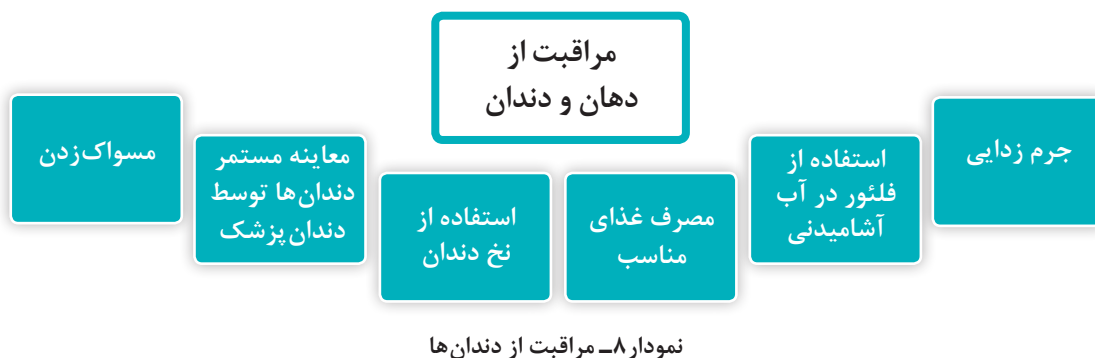 مراقبت از
دهان و دندان
جرم زدایی
استفاده از
فلئور در آب
آشامیدنی
مصرف غذای
مناسب
استفاده از
نخ دندان
معاینه مستمر
دندان‌ها توسط
دندان‌پزشک
مسواک‌زدن
نمودار ۸ـ مراقبت از دندان‌ها